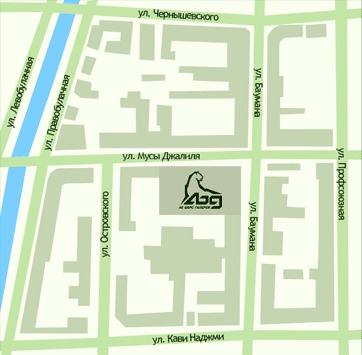 ул. Чернышевского
ул. Левобулачная
ул. Правобулачная
ул. Баумана
ул. Мусы Джалиля
ул. Профсоюзная
ул. Островского
ул. Баумана
ул. Кави Наджми